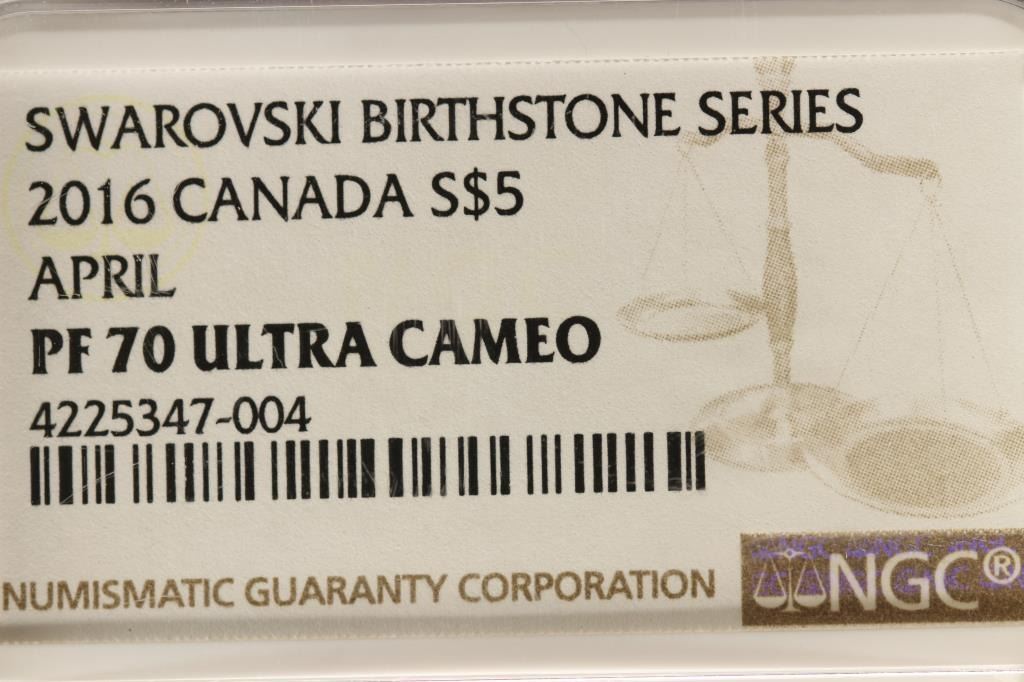 SWAROVSKI BIRTHSTONE SERIES
2016 CANADA S$5
APRIL
PF 70 ULTRA CAMEO
4225347-004
NUMISMATIC GUARANTY CORPORATION
NGC®